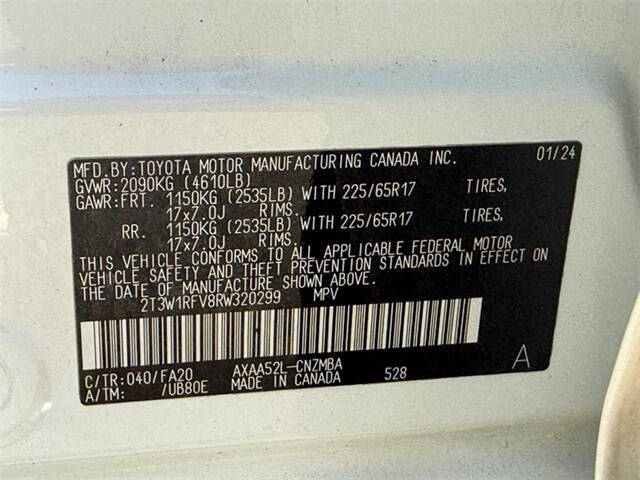 MFD.BY:TOYOTA MOTOR MANUFACTURING CANADA INC. 01/24
GVWR:2090KG (4610LB)
GAWR:FRT. 1150KG (2535LB) WITH 225/65R17 TIRES,
17x7.0J RIMS.
RR. 1150KG (2535LB) WITH 225/65R17 TIRES,
17x7.0J RIMS.
THIS VEHICLE CONFORMS TO ALL APPLICABLE FEDERAL MOTOR
VEHICLE SAFETY AND THEFT PREVENTION STANDARDS IN EFFECT ON
THE DATE OF MANUFACTURE SHOWN ABOVE.
2T3W1RFV8RW320299 MPV
C/TR:040/FA20 AXAA52L-CNZMBA 528 A
A/TM: /UB80E MADE IN CANADA